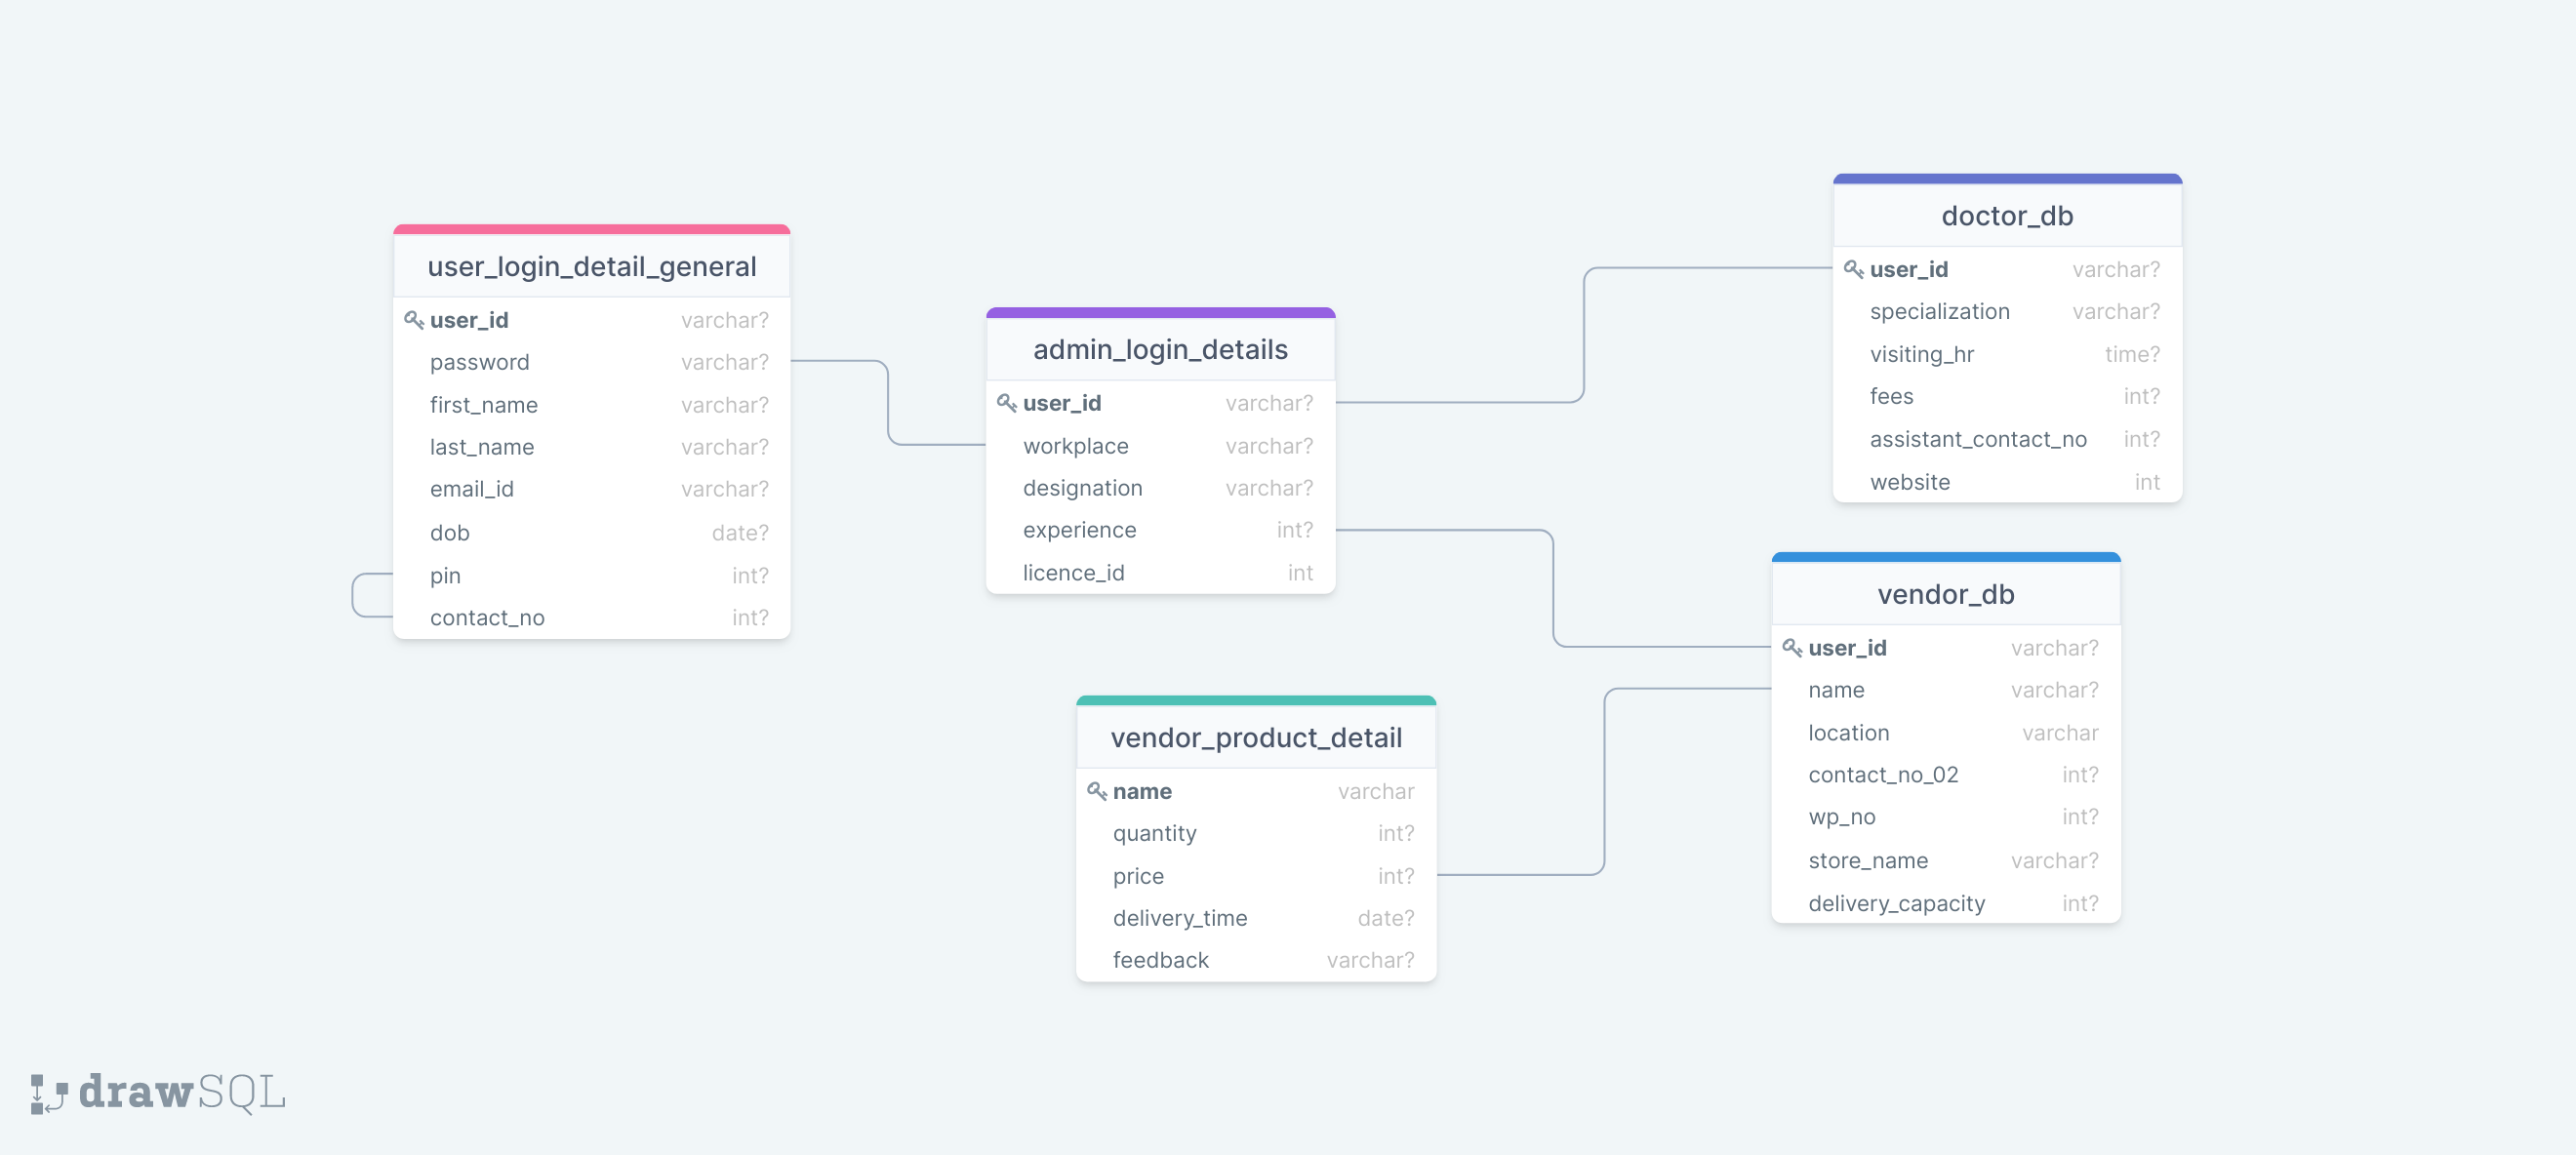 user_login_detail_general
user_id varchar?
password varchar?
first_name varchar?
last_name varchar?
email_id varchar?
dob date?
pin int?
contact_no int?
admin_login_details
user_id varchar?
workplace varchar?
designation varchar?
experience int?
licence_id int
doctor_db
user_id varchar?
specialization varchar?
visiting_hr time?
fees int?
assistant_contact_no int?
website int
vendor_product_detail
name varchar
quantity int?
price int?
delivery_time date?
feedback varchar?
vendor_db
user_id varchar?
name varchar?
location varchar
contact_no_02 int?
wp_no int?
store_name varchar?
delivery_capacity int?
drawSQL